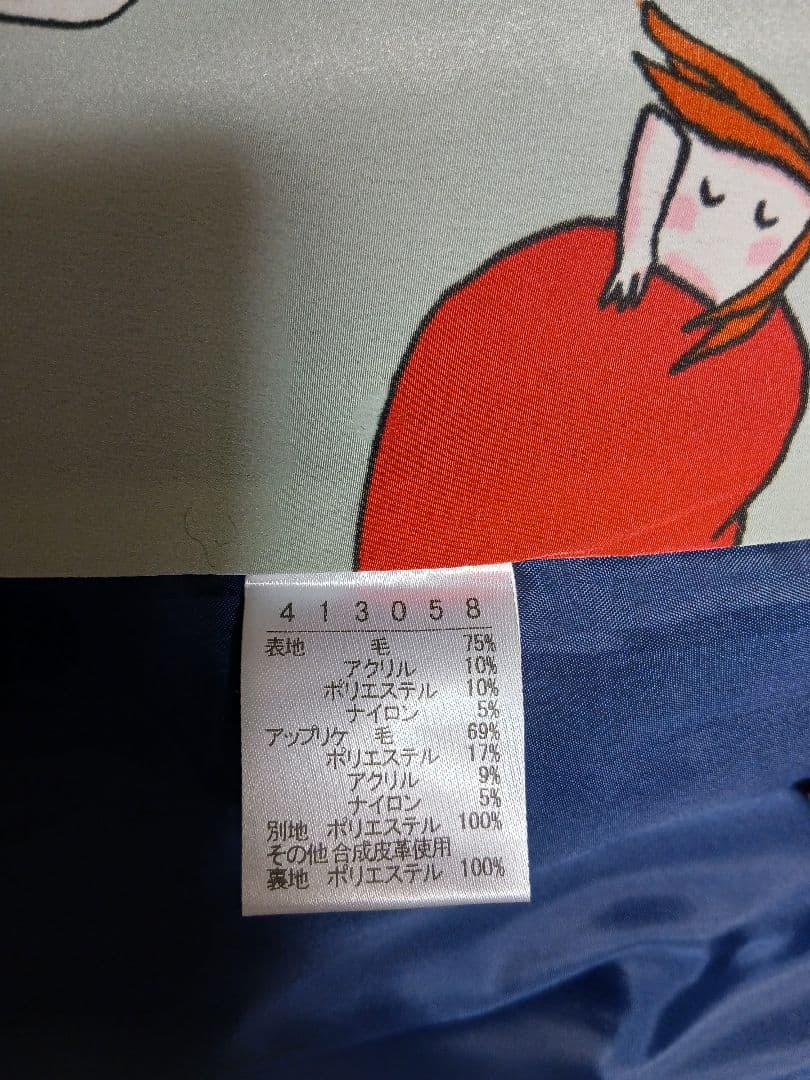 413058
表地 毛 75%
アクリル 10%
ポリエステル 10%
ナイロン 5%
アップリケ 毛 69%
ポリエステル 17%
アクリル 9%
ナイロン 5%
別地 ポリエステル 100%
その他 合成皮革使用
裏地 ポリエステル 100%